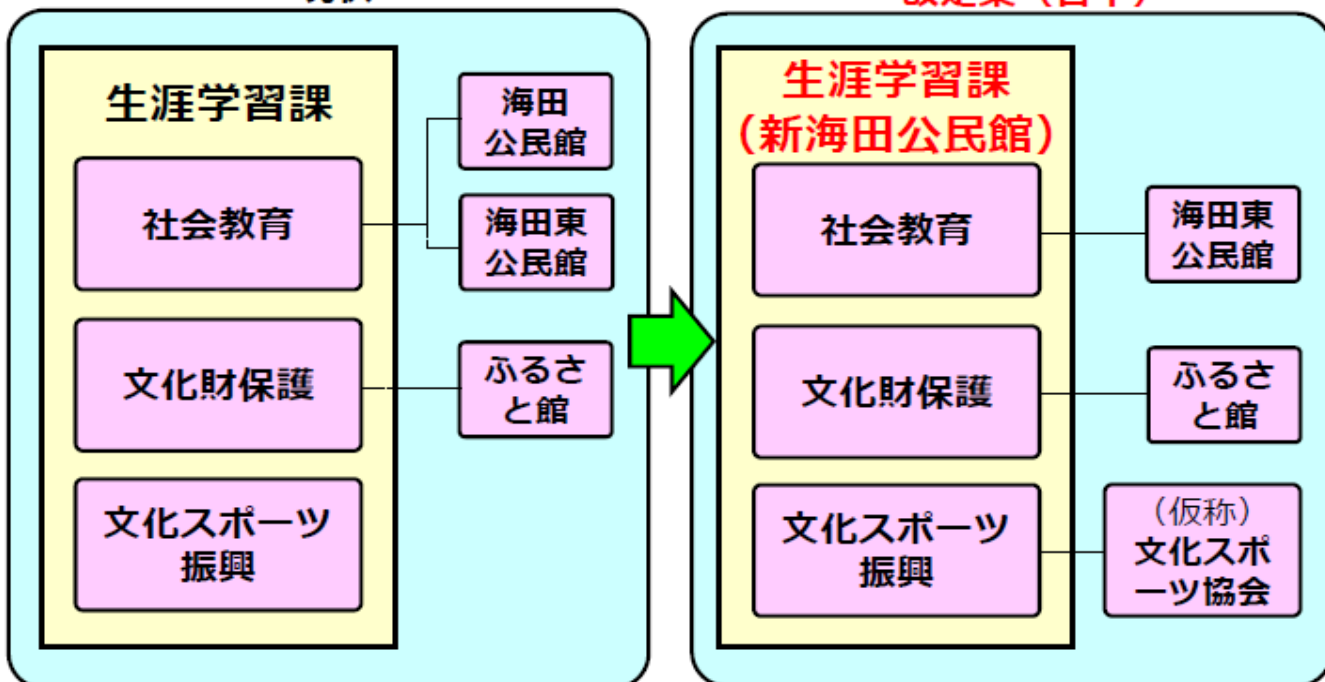 生涯学習課
社会教育
文化財保護
文化スポーツ
振興
海田
公民館
海田東
公民館
ふるさ
と館
生涯学習課
（新海田公民館）
社会教育
文化財保護
文化スポーツ
振興
海田東
公民館
ふるさ
と館
（仮称）
文化スポ
ーツ協会